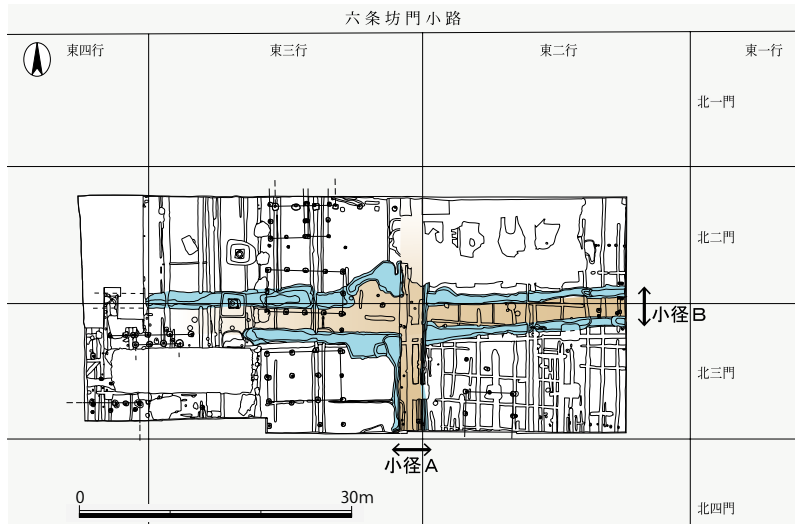 六条坊門小路
東四行
東三行
東二行
東一行
北一門
北二門
小径B
北三門
小径A
0
30m
北四門